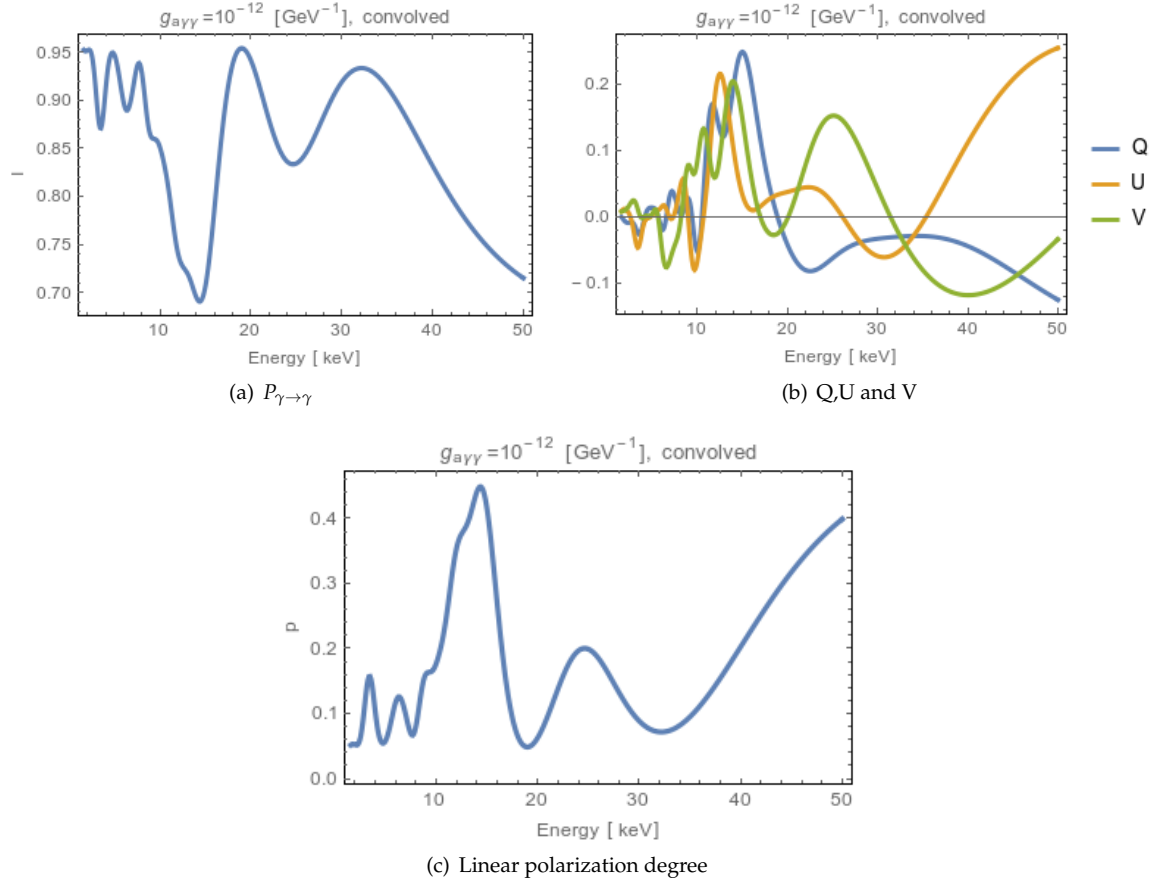 g_{aγγ} =10^{-12} [GeV^{-1}], convolved
I
0.95
0.90
0.85
0.80
0.75
0.70
10 20 30 40 50
Energy [ keV]
(a) P_{γ→γ}
g_{aγγ} =10^{-12} [GeV^{-1}], convolved
0.2
0.1
0.0
-0.1
10 20 30 40 50
Energy [ keV]
Q
U
V
(b) Q,U and V
g_{aγγ} =10^{-12} [GeV^{-1}], convolved
p
0.4
0.3
0.2
0.1
0.0
10 20 30 40 50
Energy [ keV]
(c) Linear polarization degree